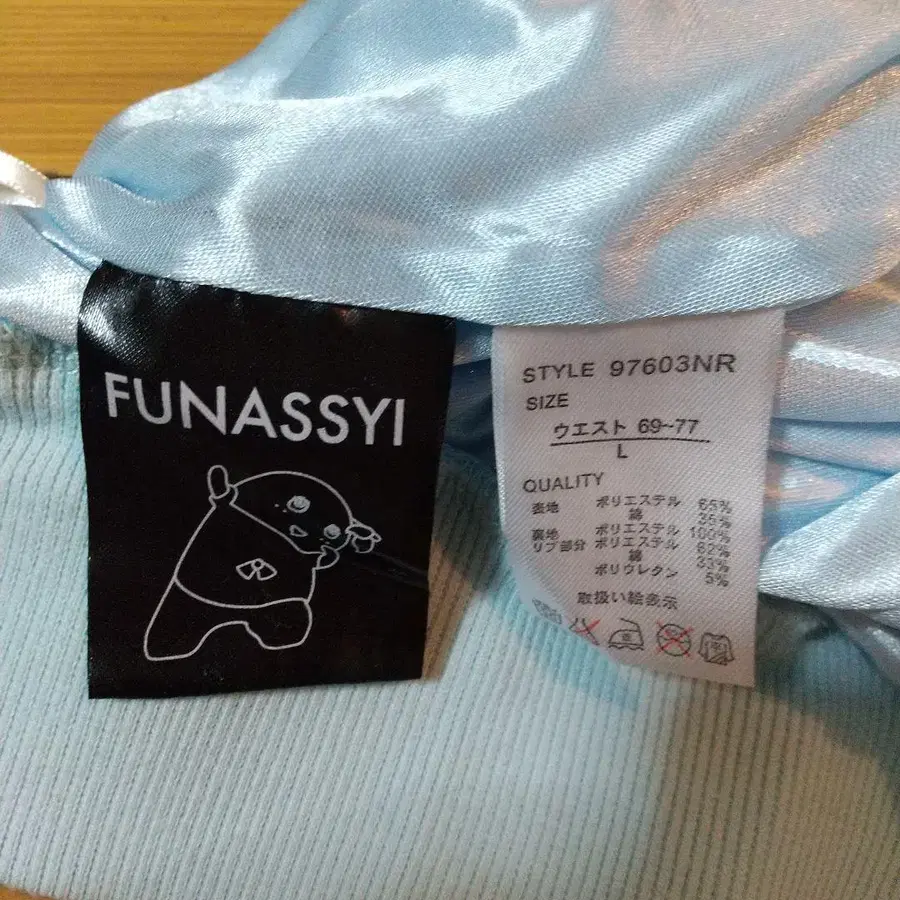 FUNASSYI
STYLE 97603NR
SIZE
ウエスト 69~77
L
QUALITY
表地 ポリエステル 65%
綿 35%
裏地 ポリエステル 100%
リブ部分 ポリエステル 62%
綿 33%
ポリウレタン 5%
取扱い絵表示